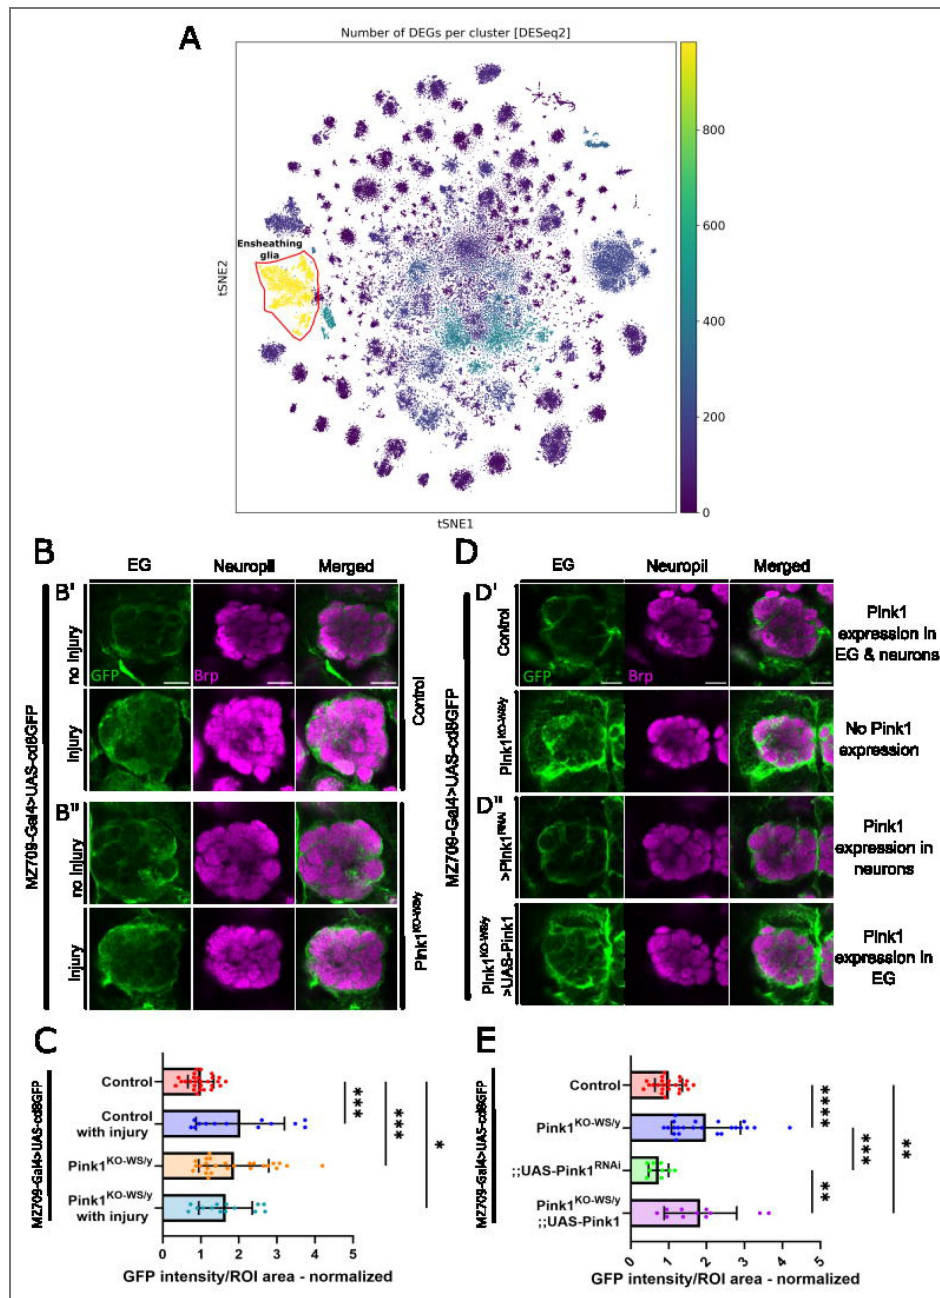 A
Number of DEGs per cluster [DESeq2]
800
600
400
200
0
Ensheathing
glia
tSNE2
tSNE1
B
EG
Neuropil
Merged
MZ709-Gal4>UAS-cd8GFP
B'
no injury
GFP
Brp
Injury
Control
B"
no injury
Injury
Pink1KO-WS/y
D
EG
Neuropil
Merged
MZ709-Gal4>UAS-cd8GFP
D'
Control
GFP
Brp
Pink1
expression in
EG & neurons
Pink1KO-WS/y
No Pink1
expression
D"
>Pink1RNAi
Pink1
expression in
neurons
Pink1KO-WS/y
>UAS-Pink1
Pink1
expression in
EG
C
MZ709-Gal4>UAS-cd8GFP
Control
Control
with injury
Pink1KO-WS/y
Pink1KO-WS/y
with injury
***
***
*
0 1 2 3 4 5
GFP intensity/ROI area - normalized
E
MZ709-Gal4>UAS-cd8GFP
Control
Pink1KO-WS/y
;;UAS-Pink1RNAi
Pink1KO-WS/y
;;UAS-Pink1
****
***
**
**
0 1 2 3 4 5
GFP intensity/ROI area - normalized